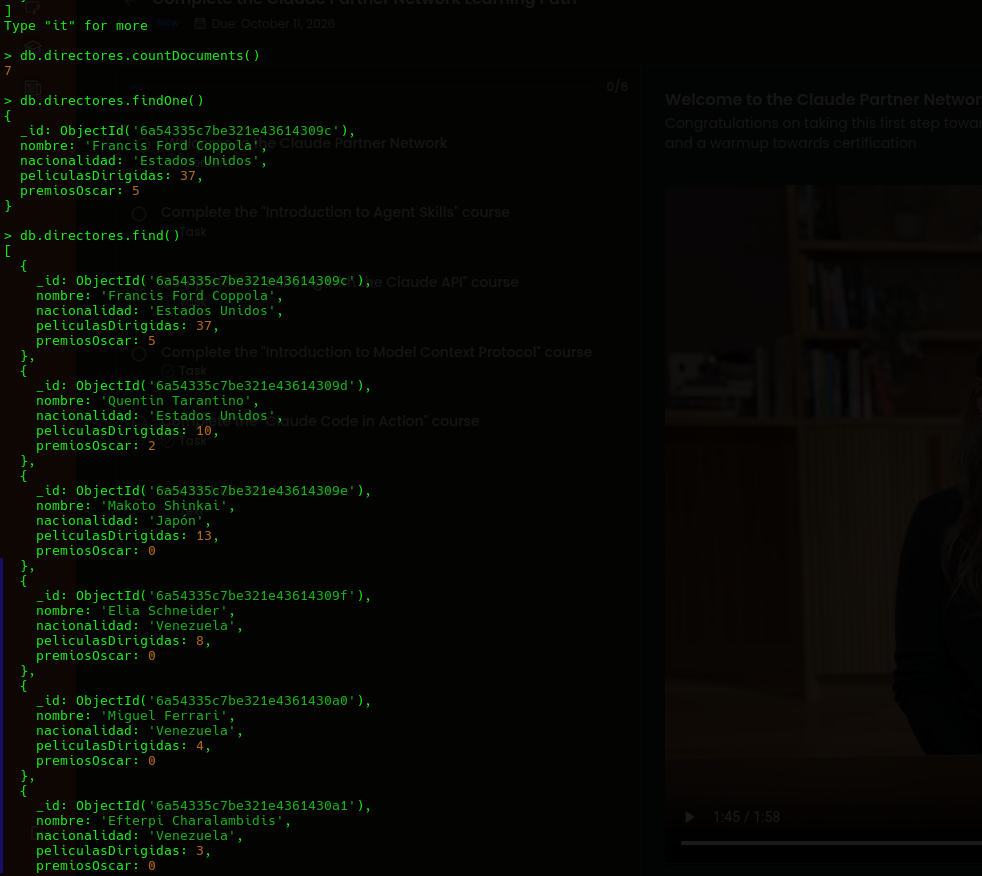 Complete the Claude Partner Network Learning Path
]
Due: October 11, 2026
Type "it" for more
> db.directores.countDocuments()
7
0/6
> db.directores.findOne()
{
  _id: ObjectId('6a54335c7be321e43614309c'),
  nombre: 'Francis Ford Coppola',
  nacionalidad: 'Estados Unidos',
  peliculasDirigidas: 37,
  premiosOscar: 5
}
> db.directores.find()
[
  {
    _id: ObjectId('6a54335c7be321e43614309c'),
    nombre: 'Francis Ford Coppola',
    nacionalidad: 'Estados Unidos',
    peliculasDirigidas: 37,
    premiosOscar: 5
  },
  {
    _id: ObjectId('6a54335c7be321e43614309d'),
    nombre: 'Quentin Tarantino',
    nacionalidad: 'Estados Unidos',
    peliculasDirigidas: 10,
    premiosOscar: 2
  },
  {
    _id: ObjectId('6a54335c7be321e43614309e'),
    nombre: 'Makoto Shinkai',
    nacionalidad: 'Japón',
    peliculasDirigidas: 13,
    premiosOscar: 0
  },
  {
    _id: ObjectId('6a54335c7be321e43614309f'),
    nombre: 'Elia Schneider',
    nacionalidad: 'Venezuela',
    peliculasDirigidas: 8,
    premiosOscar: 0
  },
  {
    _id: ObjectId('6a54335c7be321e4361430a0'),
    nombre: 'Miguel Ferrari',
    nacionalidad: 'Venezuela',
    peliculasDirigidas: 4,
    premiosOscar: 0
  },
  {
    _id: ObjectId('6a54335c7be321e4361430a1'),
    nombre: 'Efterpi Charalambidis',
    nacionalidad: 'Venezuela',
    peliculasDirigidas: 3,
    premiosOscar: 0
the Claude Partner Network
Complete the "Introduction to Agent Skills" course
Task
the Claude API" course
Complete the "Introduction to Model Context Protocol" course
Task
Complete the "Claude Code in Action" course
Task
Welcome to the Claude Partner Networ
Congratulations on taking this first step towar
and a warmup towards certification
1:45 / 1:58